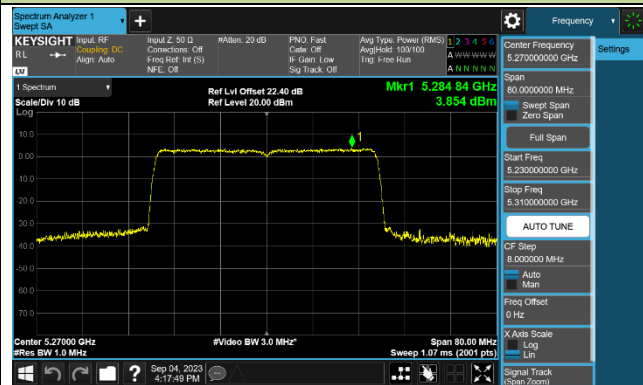 Spectrum Analyzer 1
Swept SA
Frequency
KEYSIGHT
RL
LXI
Input: RF
Coupling: DC
Align: Auto
Input Z: 50 Ω
Corrections: Off
Freq Ref: Int (S)
NFE: Off
#Atten: 20 dB
PNO: Fast
Gate: Off
IF Gain: Low
Sig Track: Off
Avg Type: Power (RMS)
Avg|Hold: 100/100
Trig: Free Run
1 2 3 4 5 6
A W W W W W
A N N N N N
1 Spectrum
Scale/Div 10 dB
Log
Ref Lvl Offset 22.40 dB
Ref Level 20.00 dBm
Mkr1 5.284 84 GHz
3.854 dBm
1
10.0
0.00
-10.0
-20.0
-30.0
-40.0
-50.0
-60.0
-70.0
Center 5.27000 GHz
#Res BW 1.0 MHz
#Video BW 3.0 MHz*
Span 80.00 MHz
Sweep 1.07 ms (2001 pts)
Center Frequency
5.270000000 GHz
Settings
Span
80.0000000 MHz
Swept Span
Zero Span
Full Span
Start Freq
5.230000000 GHz
Stop Freq
5.310000000 GHz
AUTO TUNE
CF Step
8.000000 MHz
Auto
Man
Freq Offset
0 Hz
X Axis Scale
Log
Lin
Signal Track
(Span Zoom)
?
Sep 04, 2023
4:17:49 PM